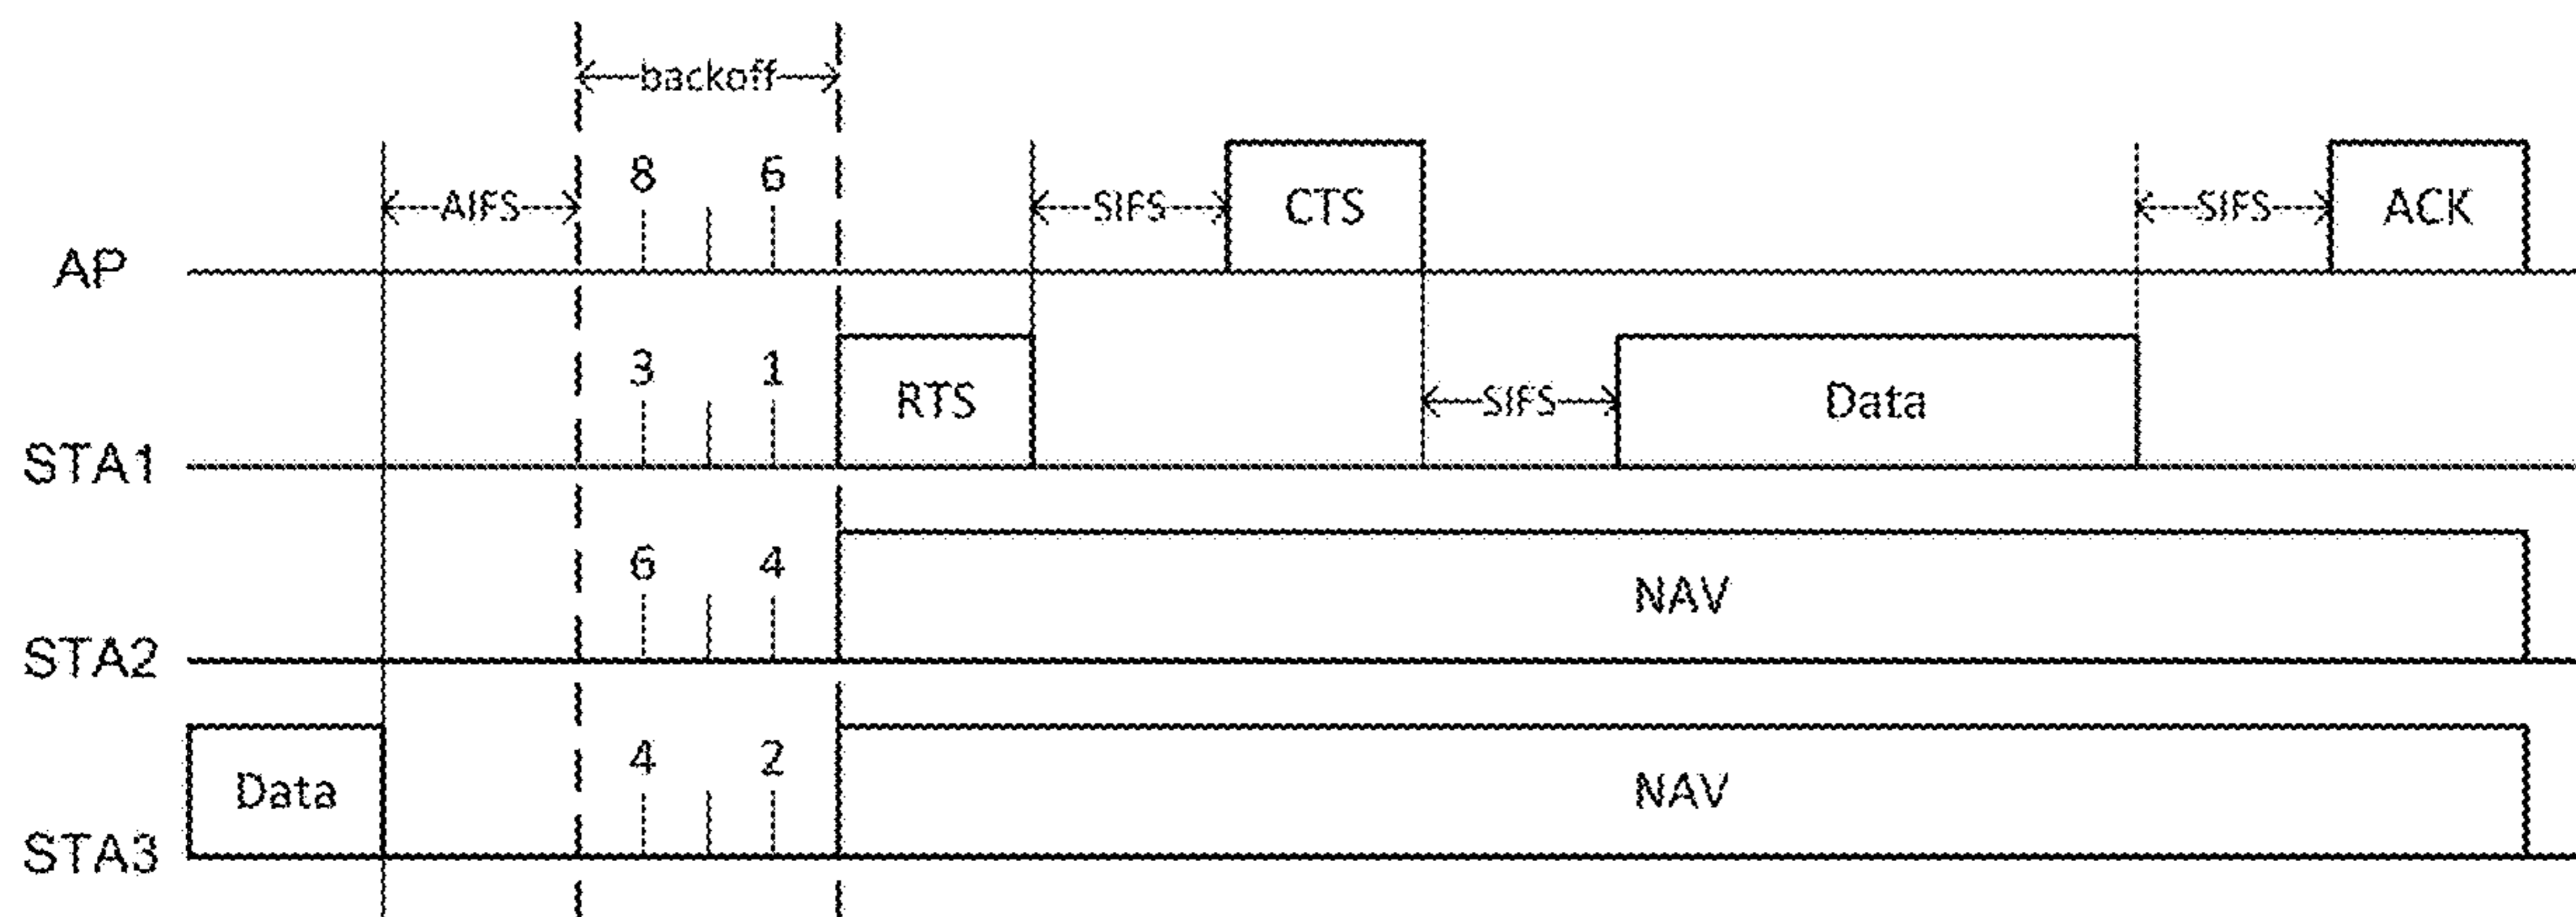 backoff
8 6
AP AIFS SIFS CTS SIFS ACK
3 1
STA1 RTS SIFS Data
6 4
STA2 NAV
4 2
STA3 Data NAV